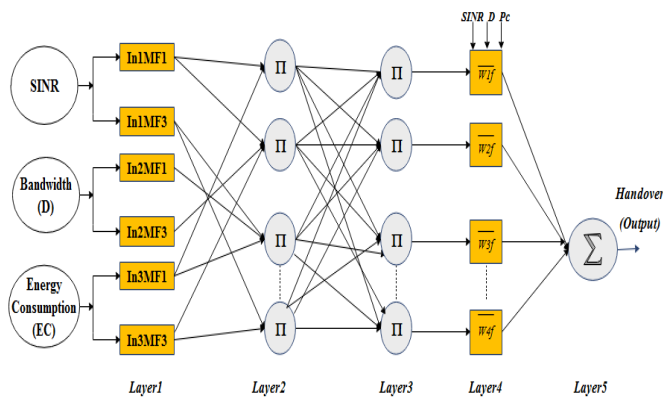 SINR D Pc
SINR
Bandwidth
(D)
Energy
Consumption
(EC)
In1MF1
In1MF3
In2MF1
In2MF3
In3MF1
In3MF3
Π
Π
Π
Π
Π
Π
Π
Π
W1f
W2f
W3f
W4f
Σ
Handover
(Output)
Layer1
Layer2
Layer3
Layer4
Layer5